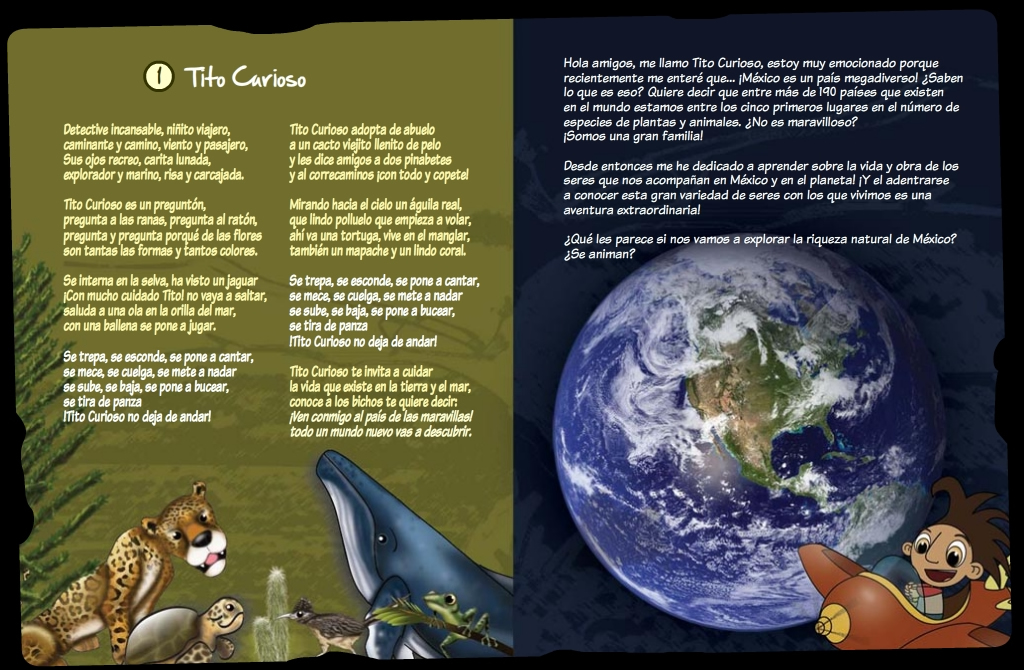 1 Tito Curioso
Detective incansable, niñito viajero,
caminante y camino, viento y pasajero,
Sus ojos recreo, carita lunada,
explorador y marino, risa y carcajada.
Tito Curioso es un preguntón,
pregunta a las ranas, pregunta al ratón,
pregunta y pregunta porqué de las flores
son tantas las formas y tantos colores.
Se interna en la selva, ha visto un jaguar
¡Con mucho cuidado Tito! no vaya a saltar,
saluda a una ola en la orilla del mar,
con una ballena se pone a jugar.
Se trepa, se esconde, se pone a cantar,
se mece, se cuelga, se mete a nadar
se sube, se baja, se pone a bucear,
se tira de panza
!Tito Curioso no deja de andar!
Tito Curioso adopta de abuelo
a un cacto viejito llenito de pelo
y les dice amigos a dos pinabetes
y al correcaminos ¡con todo y copete!
Mirando hacia el cielo un águila real,
que lindo polluelo que empieza a volar,
ahí va una tortuga, vive en el manglar,
también un mapache y un lindo coral.
Se trepa, se esconde, se pone a cantar,
se mece, se cuelga, se mete a nadar
se sube, se baja, se pone a bucear,
se tira de panza
!Tito Curioso no deja de andar!
Tito Curioso te invita a cuidar
la vida que existe en la tierra y el mar,
conoce a los bichos te quiere decir:
¡Ven conmigo al país de las maravillas!
todo un mundo nuevo vas a descubrir.
Hola amigos, me llamo Tito Curioso, estoy muy emocionado porque
recientemente me enteré que... ¡México es un país megadiverso! ¿Saben
lo que es eso? Quiere decir que entre más de 190 países que existen
en el mundo estamos entre los cinco primeros lugares en el número de
especies de plantas y animales. ¿No es maravilloso?
¡Somos una gran familia!
Desde entonces me he dedicado a aprender sobre la vida y obra de los
seres que nos acompañan en México y en el planeta! ¡Y el adentrarse
a conocer esta gran variedad de seres con los que vivimos es una
aventura extraordinaria!
¿Qué les parece si nos vamos a explorar la riqueza natural de México?
¿Se animan?